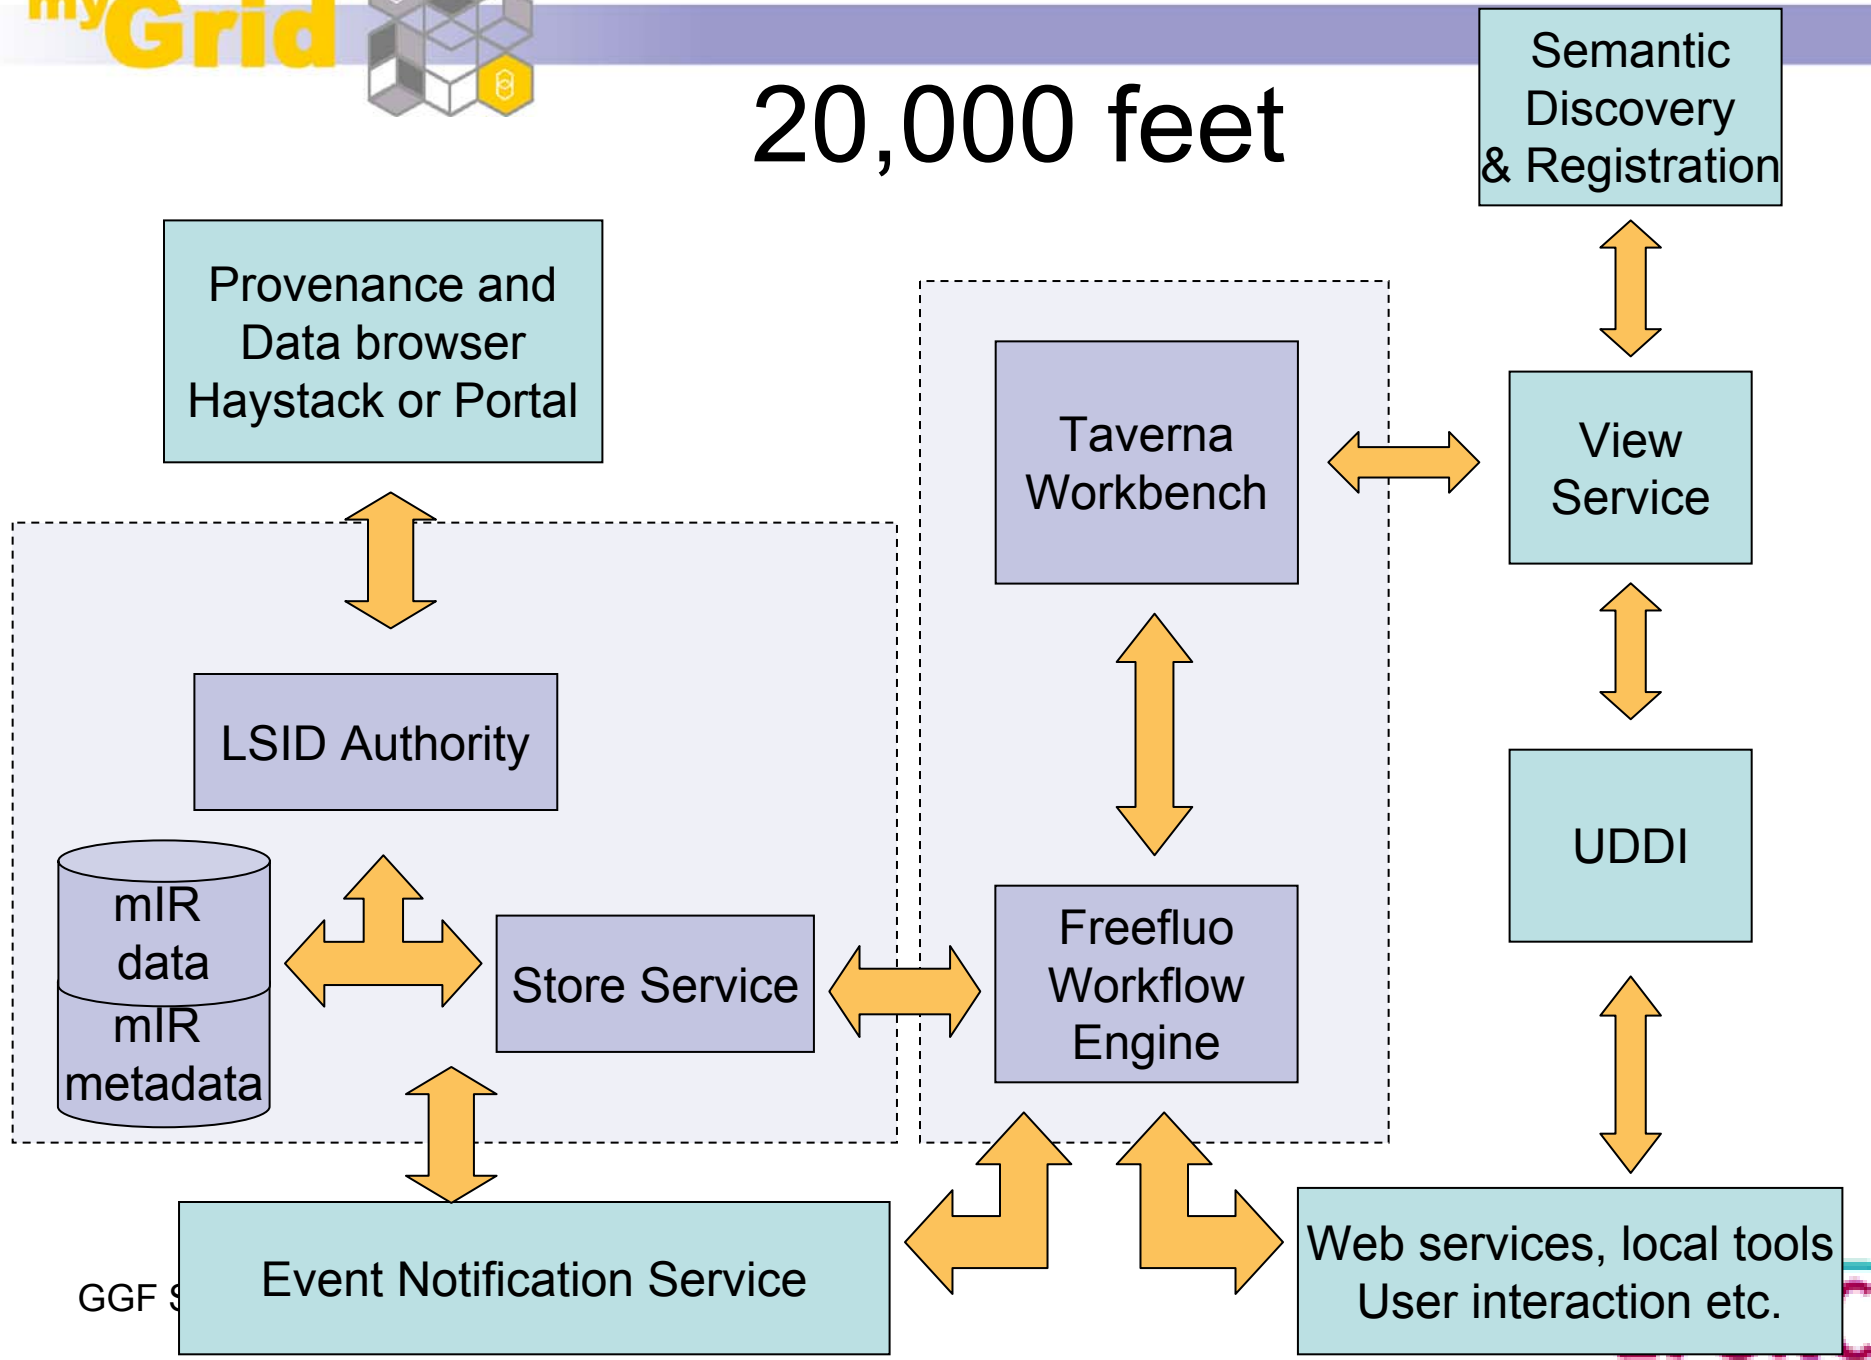 myGrid
20,000 feet
Semantic
Discovery
& Registration
Provenance and
Data browser
Haystack or Portal
Taverna
Workbench
View
Service
LSID Authority
UDDI
mIR
data
mIR
metadata
Store Service
Freefluo
Workflow
Engine
Event Notification Service
Web services, local tools
User interaction etc.
GGF